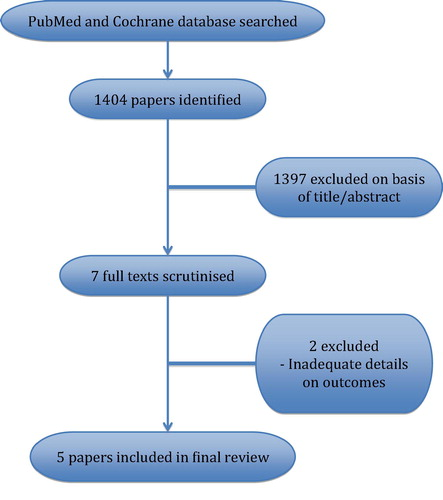 PubMed and Cochrane database searched
1404 papers identified
1397 excluded on basis
of title/abstract
7 full texts scrutinised
2 excluded
- Inadequate details
on outcomes
5 papers included in final review